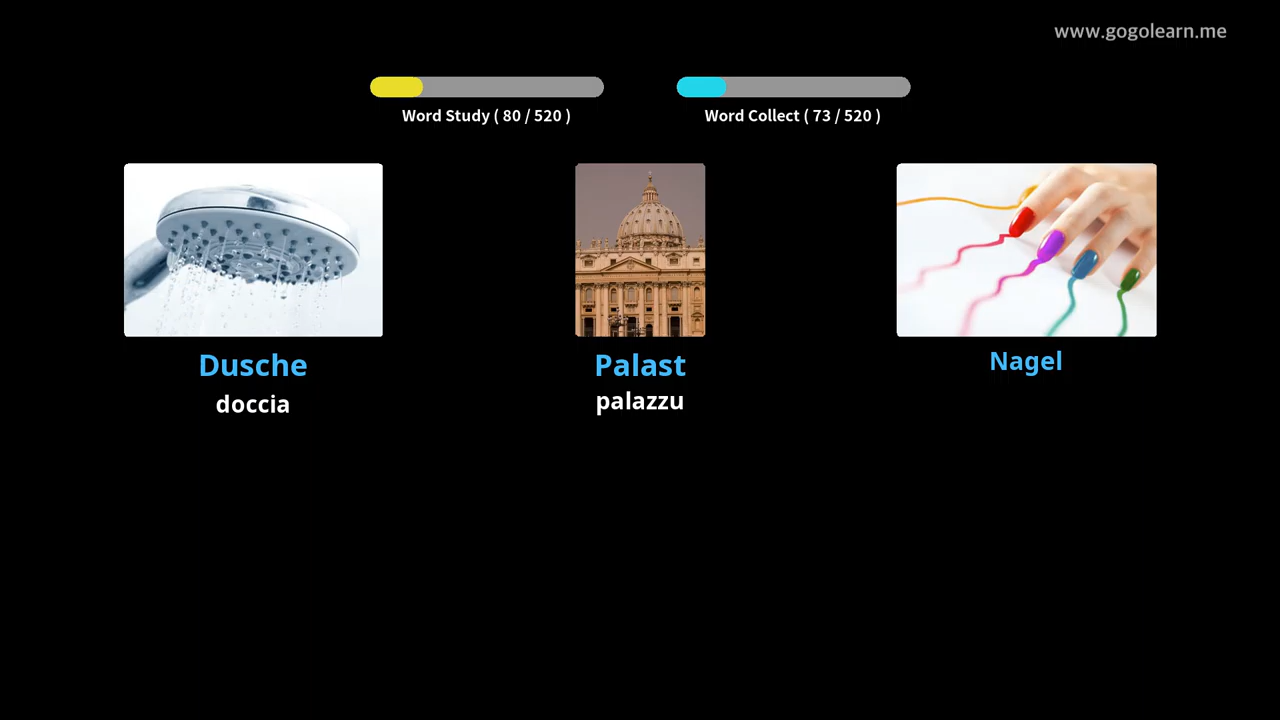 www.gogolearn.me
Word Study ( 80 / 520 )
Word Collect ( 73 / 520 )
Dusche
doccia
Palast
palazzu
Nagel